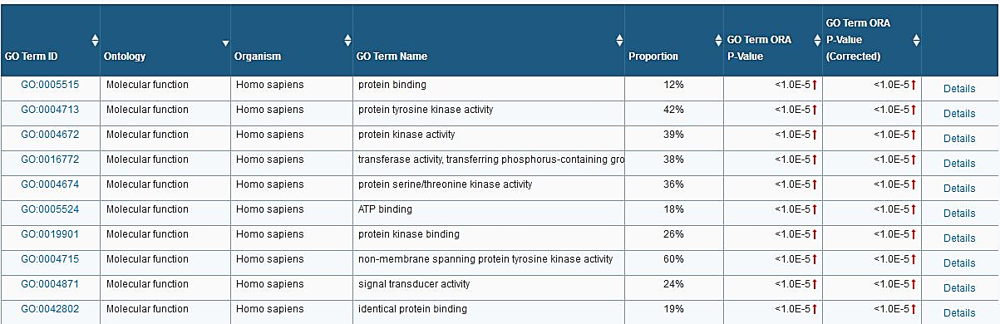 GO Term ID Ontology Organism GO Term Name Proportion GO Term ORA P-Value GO Term ORA P-Value (Corrected)
GO:0005515 Molecular function Homo sapiens protein binding 12% <1.0E-5 Details
GO:0004713 Molecular function Homo sapiens protein tyrosine kinase activity 42% <1.0E-5 <1.0E-5 Details
GO:0004672 Molecular function Homo sapiens protein kinase activity 39% <1.0E-5 <1.0E-5 Details
GO:0016772 Molecular function Homo sapiens transferase activity, transferring phosphorus-containing gro 38% <1.0E-5 <1.0E-5 Details
GO:0004674 Molecular function Homo sapiens protein serine/threonine kinase activity 36% <1.0E-5 <1.0E-5 Details
GO:0005524 Molecular function Homo sapiens ATP binding 18% <1.0E-5 <1.0E-5 Details
GO:0019901 Molecular function Homo sapiens protein kinase binding 26% <1.0E-5 <1.0E-5 Details
GO:0004715 Molecular function Homo sapiens non-membrane spanning protein tyrosine kinase activity 60% <1.0E-5 <1.0E-5 Details
GO:0004871 Molecular function Homo sapiens signal transducer activity 24% <1.0E-5 <1.0E-5 Details
GO:0042802 Molecular function Homo sapiens identical protein binding 19% <1.0E-5 <1.0E-5 Details